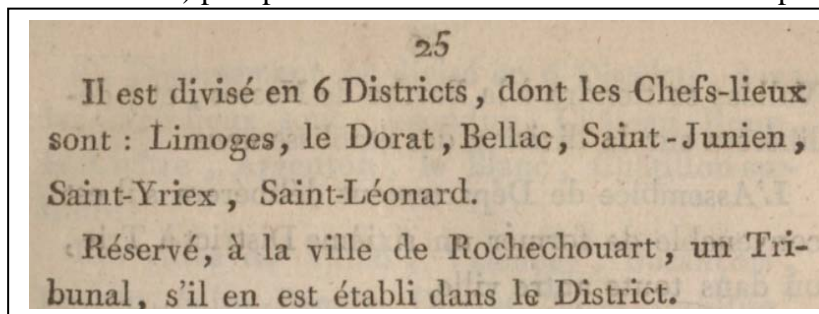 25
Il est divisé en 6 Districts, dont les Chefs-lieux
sont : Limoges, le Dorat, Bellac, Saint-Junien,
Saint-Yriex, Saint-Léonard.
Réservé, à la ville de Rochechouart, un Tri-
bunal, s'il en est établi dans le District.